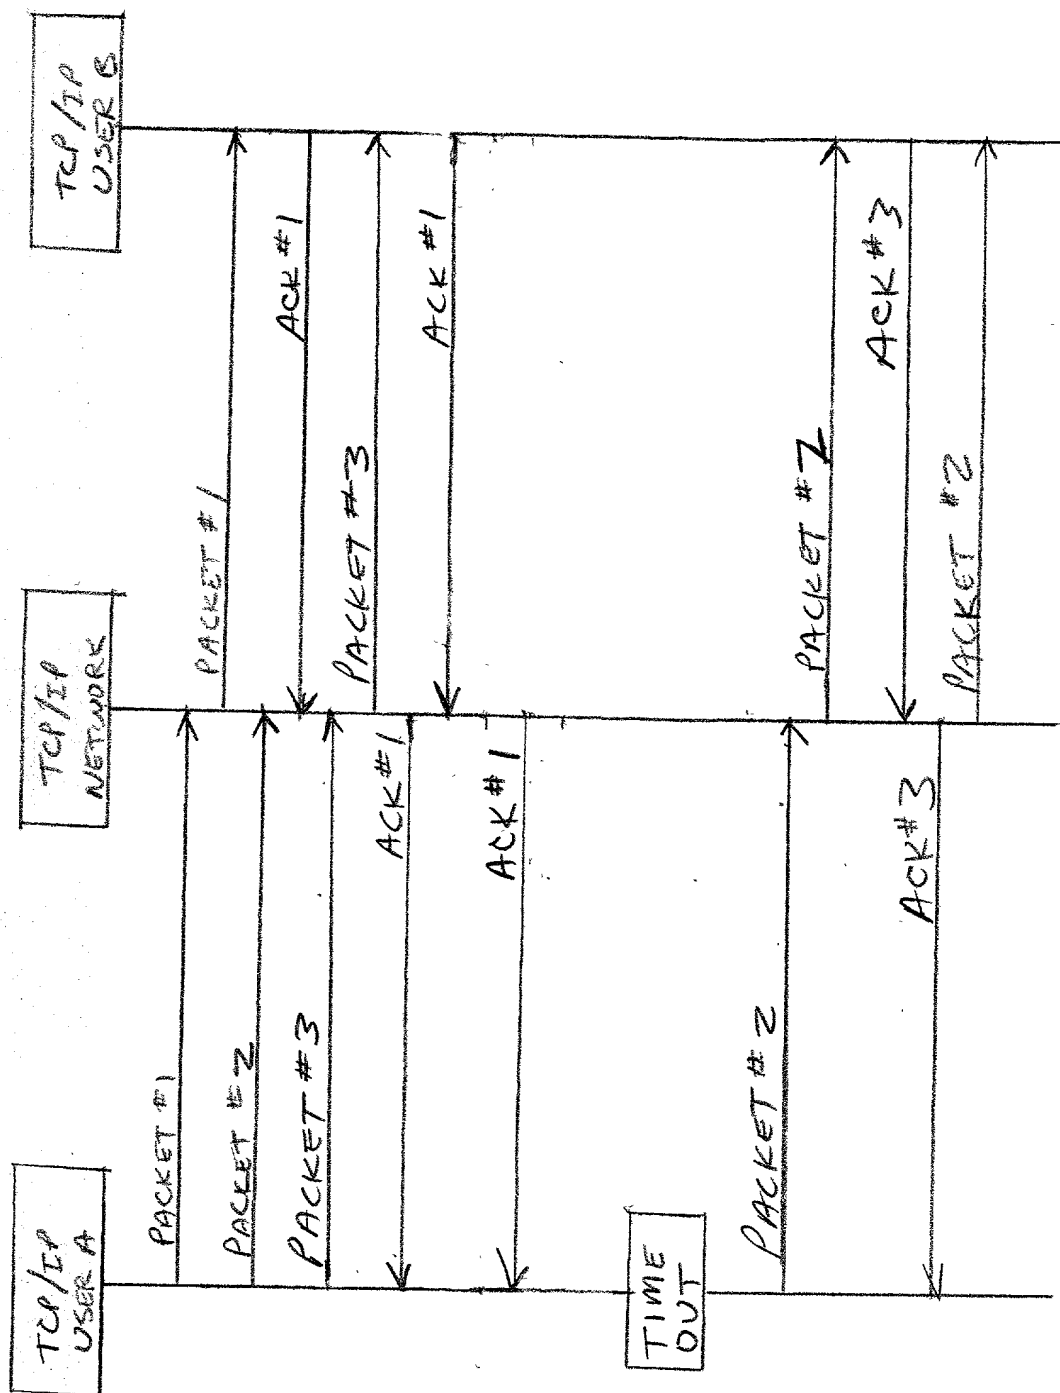 TCP/IP
USER A
TCP/IP
NETWORK
TCP/IP
USER B
PACKET #1
PACKET #1
PACKET #2
ACK #1
PACKET #3
PACKET #3
ACK #1
ACK #1
ACK #1
TIME
OUT
PACKET #2
PACKET #2
ACK #3
ACK #3
PACKET #2